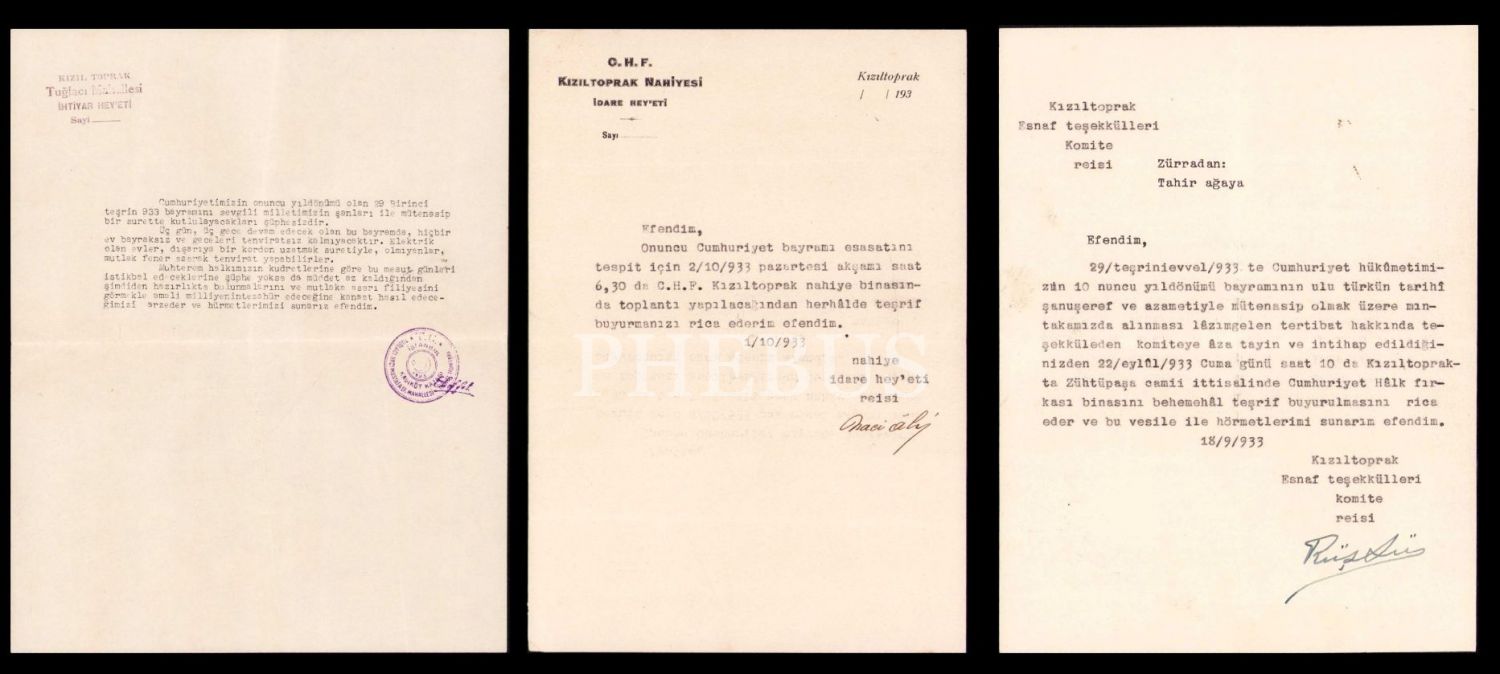 KIZIL TOPRAK
Tuğlacı Mahallesi
İHTİYAR HEY'ETİ
Sayı
Cumhuriyetimizin onuncu yıldönümü olan 29 Birinci
teşrin 933 bayramını sevgili milletimizin şanları ile mütenasip
bir surette kutlulayacakları şüphesizdir.
Üç gün, üç gece devam edecek olan bu bayramda, hiçbir
ev bayraksız ve geceleri tenviratsız kalmıyacaktır. Elektrik
olan evler, dışarıya bir kordon uzatmak suretiyle, olmıyanlar,
mutlak fener asarak tenvirat yapabilirler.
Muhterem halkımızın kudretlerine göre bu mesut günleri
istikbal edeceklerine şüphe yoksa da müddet az kaldığından
şindiden hazırlıkta bulunmalarını ve mutlaka asarı filiyesini
görmekle amali milliyenintezahür edeceğine kanaat hasıl edece-
ğimizi arzeder ve hürmetlerimizi sunarız efendim.
İSTANBUL
KADIKÖY KAZASI
C.H.F.
KIZILTOPRAK NAHİYESİ
İDARE HEY'ETİ
Sayı
Kızıltoprak
/ / 193
Efendim,
Onuncu Cumhuriyet bayramı esasatını
tespit için 2/10/933 pazartesi akşamı saat
6,30 da C.H.F. Kızıltoprak nahiye binasın-
da toplantı yapılacağından herhâlde teşrif
buyurmanızı rica ederim efendim.
1/10/933
nahiye
idare hey'eti
reisi
PHEBUS
Kızıltoprak
Esnaf teşekkülleri
Komite
reisi
Zürradan:
Tahir ağaya
Efendim,
29/teşrinievvel/933 te Cumhuriyet hükûmetimi-
zin 10 nuncu yıldönümü bayramının ulu türkün tarihî
şanuşeref ve azametiyle mütenasip olmak üzere mın-
takamızda alınması lâzımgelen tertibat hakkında te-
şekküleden komiteye âza tayin ve intihap edildiği-
nizden 22/eylûl/933 Cuma günü saat 10 da Kızıltoprak-
ta Zühtüpaşa camii ittisalinde Cumhuriyet Hâlk fır-
kası binasını behemehâl teşrif buyurulmasını rica
eder ve bu vesile ile hörmetlerimi sunarım efendim.
18/9/933
Kızıltoprak
Esnaf teşekkülleri
komite
reisi
Rüştü